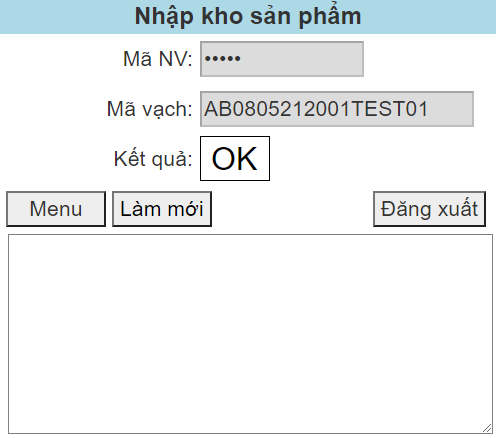 Nhập kho sản phẩm
Mã NV: •••••
Mã vạch: AB0805212001TEST01
Kết quả: OK
Menu Làm mới Đăng xuất